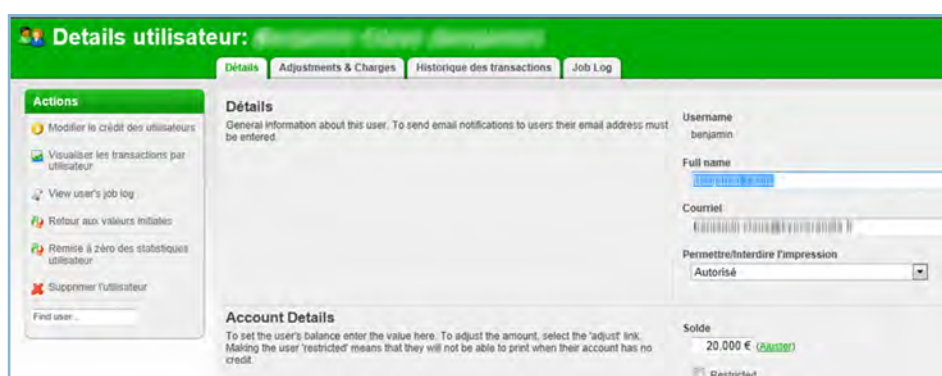 Details utilisateur:
Détails
Adjustments & Charges
Historique des transactions
Job Log
Actions
Modifier le crédit des utilisateurs
Visualiser les transactions par
utilisateur
View user's job log
Retour aux valeurs initiales
Remise à zéro des statistiques
utilisateur
Supprimer l'utilisateur
Find user...
Détails
General information about this user. To send email notifications to users their email address must
be entered.
Username
benjamin
Full name
Courriel
Permettre/Interdire l'impression
Autorisé
Account Details
To set the user's balance enter the value here. To adjust the amount, select the 'adjust' link.
Making the user 'restricted' means that they will not be able to print when their account has no
credit.
Solde
20.000 € (Ajuster)
Restricted